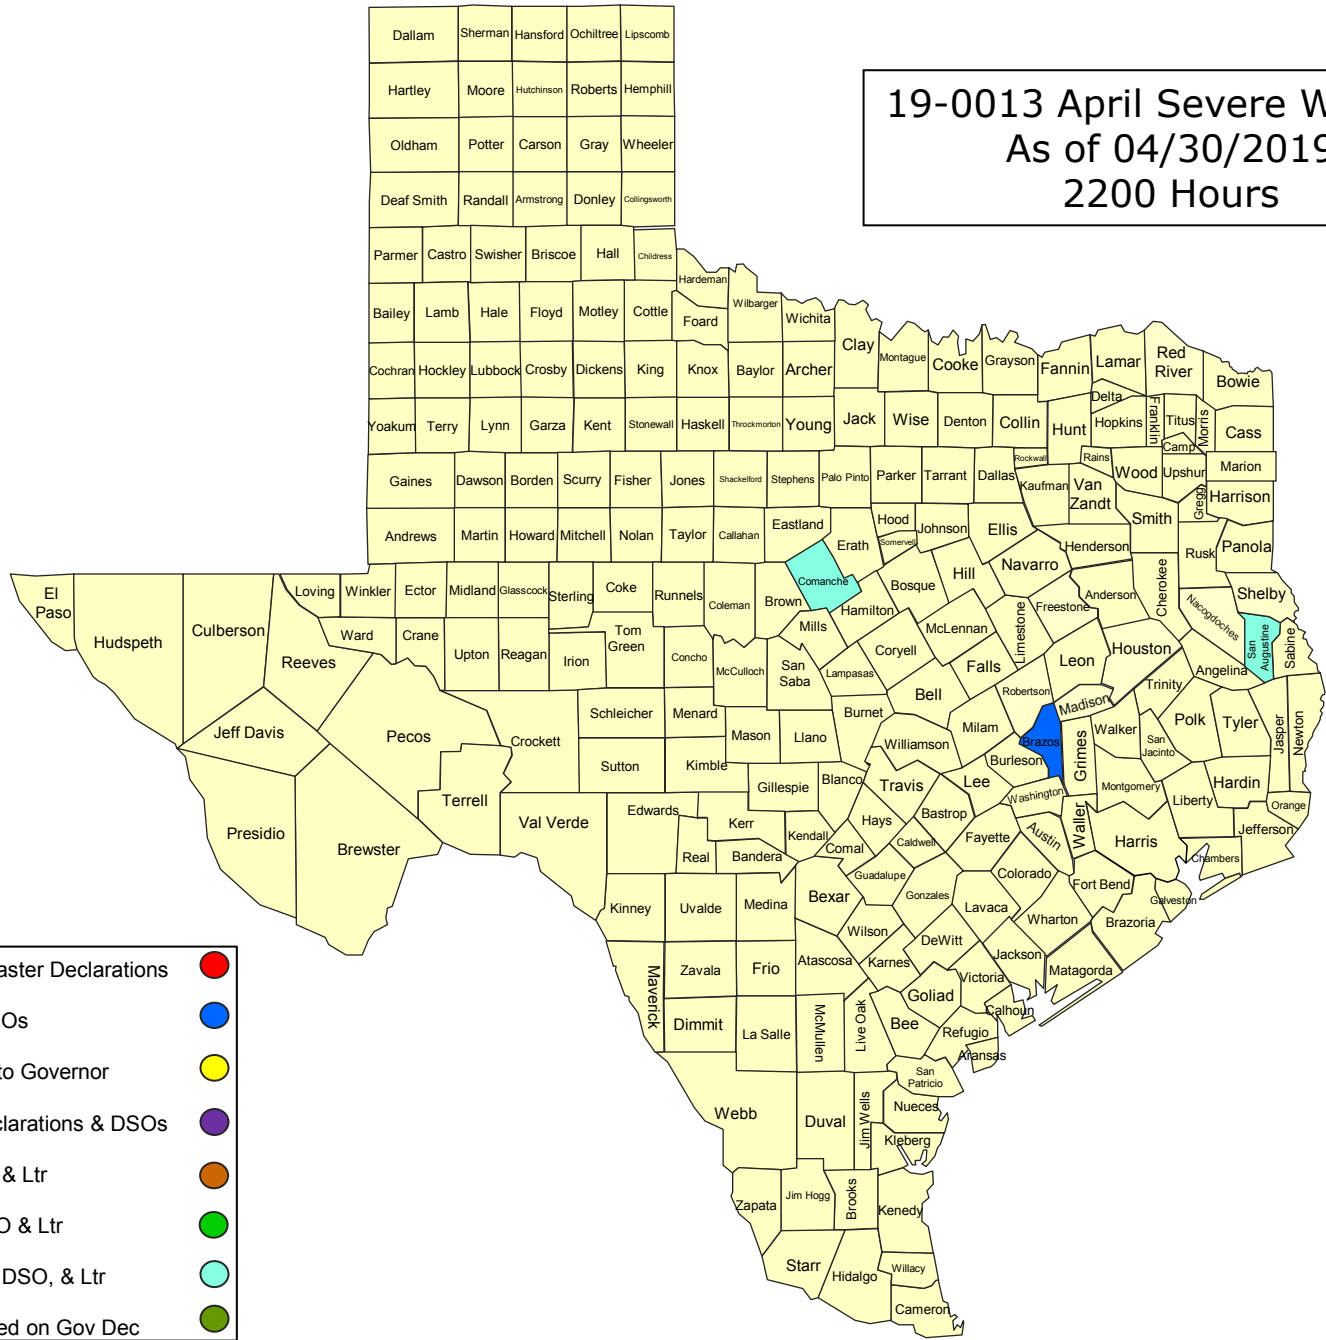 Dallam Sherman Hansford Ochiltree Lipscomb
Hartley Moore Hutchinson Roberts Hemphill
19-0013 April Severe W
As of 04/30/2019
2200 Hours
Oldham Potter Carson Gray Wheeler
Deaf Smith Randall Armstrong Donley Collingsworth
Parmer Castro Swisher Briscoe Hall Childress
Hardeman
Bailey Lamb Hale Floyd Motley Cottle Foard Wilbarger Wichita
Clay Montague Cooke Grayson Fannin Lamar Red River Bowie
Cochran Hockley Lubbock Crosby Dickens King Knox Baylor Archer
Delta
Yoakum Terry Lynn Garza Kent Stonewall Haskell Throckmorton Young Jack Wise Denton Collin Hunt Hopkins Franklin Titus Morris Cass
Camp
Rockwall Rains Wood Upshur Marion
Gaines Dawson Borden Scurry Fisher Jones Shackelford Stephens Palo Pinto Parker Tarrant Dallas Kaufman Van Zandt Gregg Harrison
Andrews Martin Howard Mitchell Nolan Taylor Callahan Eastland Erath Hood Somervell Johnson Ellis Henderson Smith Rusk Panola
El Paso Hudspeth Culberson Loving Winkler Ector Midland Glasscock Sterling Coke Runnels Coleman Brown Comanche Hamilton Bosque Hill Navarro Freestone Anderson Cherokee Nacogdoches Shelby
Reeves Ward Crane Upton Reagan Irion Tom Green Concho McCulloch San Saba Mills Lampasas Coryell McLennan Limestone Falls Leon Houston Angelina San Augustine Sabine
Jeff Davis Pecos Crockett Schleicher Menard Mason Llano Burnet Bell Milam Robertson Brazos Madison Trinity Walker San Jacinto Polk Tyler Jasper Newton
Sutton Kimble Gillespie Blanco Williamson Travis Lee Burleson Washington Grimes Montgomery Liberty Hardin Orange
Presidio Brewster Terrell Val Verde Edwards Kerr Real Bandera Kendall Comal Hays Caldwell Bastrop Fayette Austin Waller Harris Chambers Jefferson
Kinney Uvalde Medina Bexar Guadalupe Gonzales Lavaca Colorado Fort Bend Wharton Brazoria Galveston
Maverick Zavala Frio Atascosa Wilson Karnes DeWitt Victoria Jackson Matagorda
Dimmit La Salle McMullen Live Oak Bee Goliad Refugio Calhoun Aransas
San Patricio
Webb Duval Jim Wells Nueces
Kleberg
Zapata Jim Hogg Brooks Kenedy
Starr Hidalgo Willacy
Cameron
aster Declarations
Os
to Governor
clarations & DSOs
& Ltr
O & Ltr
DSO, & Ltr
ed on Gov Dec